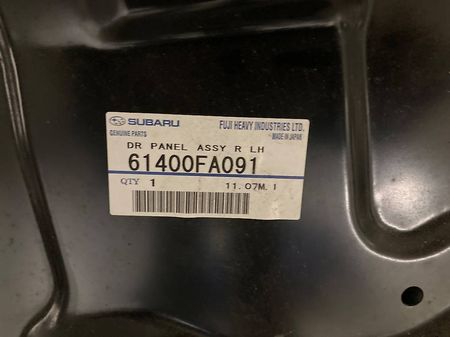 SUBARU
GENUINE PARTS
FUJI HEAVY INDUSTRIES LTD.
MADE IN JAPAN
DR PANEL ASSY R LH
61400FA091
QTY 1
11.07M.I